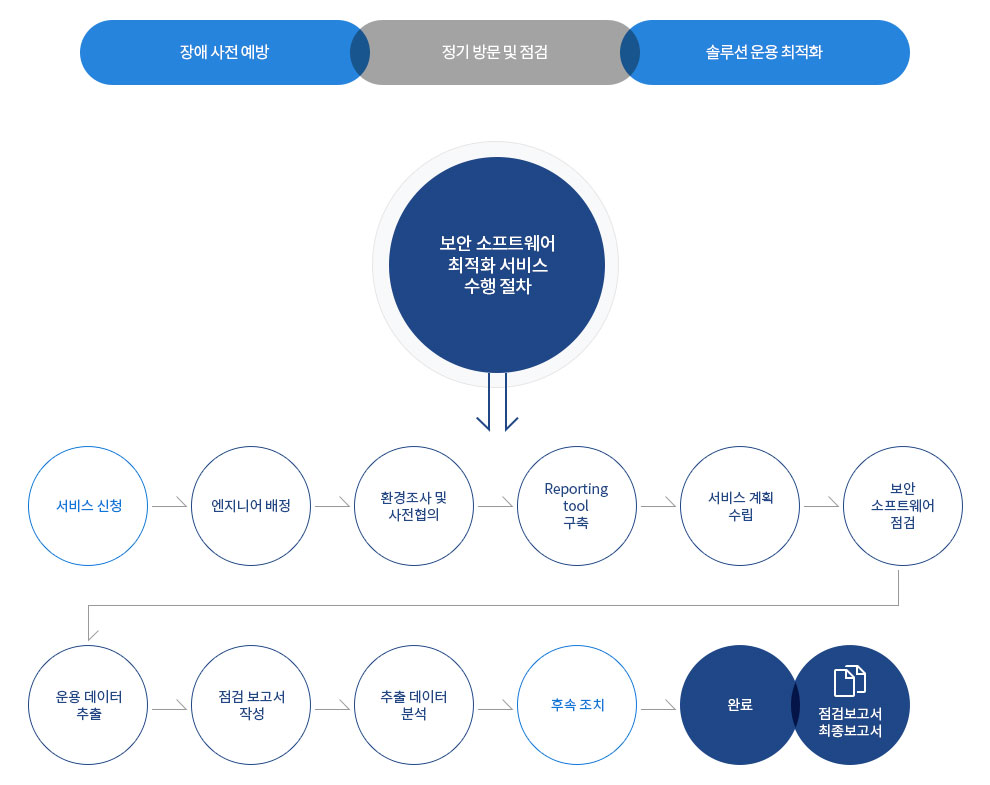 장애 사전 예방
정기 방문 및 점검
솔루션 운용 최적화
보안 소프트웨어
최적화 서비스
수행 절차
서비스 신청
엔지니어 배정
환경조사 및
사전협의
Reporting
tool
구축
서비스 계획
수립
보안
소프트웨어
점검
운용 데이터
추출
점검 보고서
작성
추출 데이터
분석
후속 조치
완료
점검보고서
최종보고서